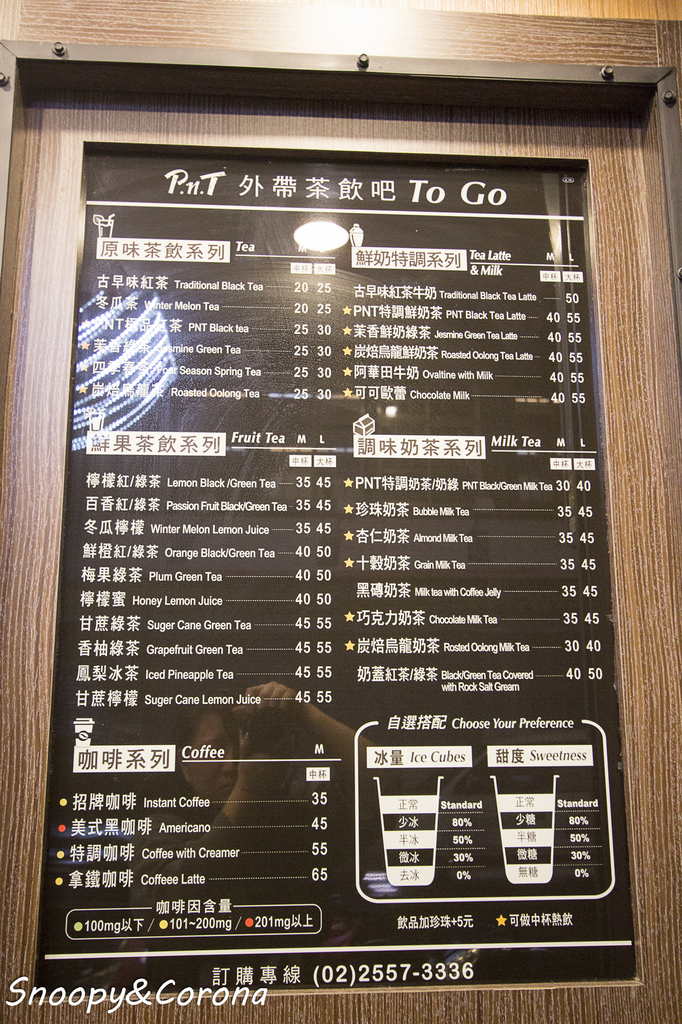 P.n.T 外帶茶飲吧 To Go
原味茶飲系列 Tea M
中杯 大杯
古早味紅茶 Traditional Black Tea 20 25
冬瓜茶 Winter Melon Tea 20 25
PNT極品紅茶 PNT Black tea 25 30
★茉香綠茶 Jasmine Green Tea 25 30
★四季春茶 Four Season Spring Tea 25 30
★炭焙烏龍茶 Roasted Oolong Tea 25 30
鮮果茶飲系列 Fruit Tea M L
中杯 大杯
檸檬紅/綠茶 Lemon Black /Green Tea 35 45
百香紅/綠茶 Passion Fruit Black/Green Tea 35 45
冬瓜檸檬 Winter Melon Lemon Juice 35 45
鮮橙紅/綠茶 Orange Black/Green Tea 40 50
梅果綠茶 Plum Green Tea 40 50
檸檬蜜 Honey Lemon Juice 40 50
甘蔗綠茶 Suger Cane Green Tea 45 55
香柚綠茶 Grapefruit Green Tea 45 55
鳳梨冰茶 Iced Pineapple Tea 45 55
甘蔗檸檬 Suger Cane Lemon Juice 45 55
咖啡系列 Coffee M
中杯
招牌咖啡 Instant Coffee 35
美式黑咖啡 Americano 45
特調咖啡 Coffee with Creamer 55
拿鐵咖啡 Coffeee Latte 65
咖啡因含量
100mg以下 / 101~200mg / 201mg以上
鮮奶特調系列 Tea Latte & Milk M L
中杯 大杯
古早味紅茶牛奶 Traditional Black Tea Latte 50
★PNT特調鮮奶茶 PNT Black Tea Latte 40 55
★茉香鮮奶綠茶 Jesmine Green Tea Latte 40 55
★炭焙烏龍鮮奶茶 Roasted Oolong Tea Latte 40 55
★阿華田牛奶 Ovaltine with Milk 40 55
★可可歐蕾 Chocolate Milk 40 55
調味奶茶系列 Milk Tea M L
中杯 大杯
★PNT特調奶茶/奶綠 PNT Black/Green Milk Tea 30 40
★珍珠奶茶 Bubble Milk Tea 35 45
★杏仁奶茶 Almond Milk Tea 35 45
★十穀奶茶 Grain Milk Tea 35 45
黑磚奶茶 Milk tea with Coffee Jelly 35 45
★巧克力奶茶 Chocolate Milk Tea 35 45
★炭焙烏龍奶茶 Rosted Oolong Milk Tea 30 40
奶蓋紅茶/綠茶 Black/Green Tea Covered 40 50
with Rock Salt Gream
自選搭配 Choose Your Preference
冰量 Ice Cubes
正常 Standard
少冰 80%
半冰 50%
微冰 30%
去冰 0%
甜度 Sweetness
正常 Standard
少糖 80%
半糖 50%
微糖 30%
無糖 0%
飲品加珍珠+5元 ★可做中杯熱飲
訂購專線 (02)2557-3336
Snoopy&Corona